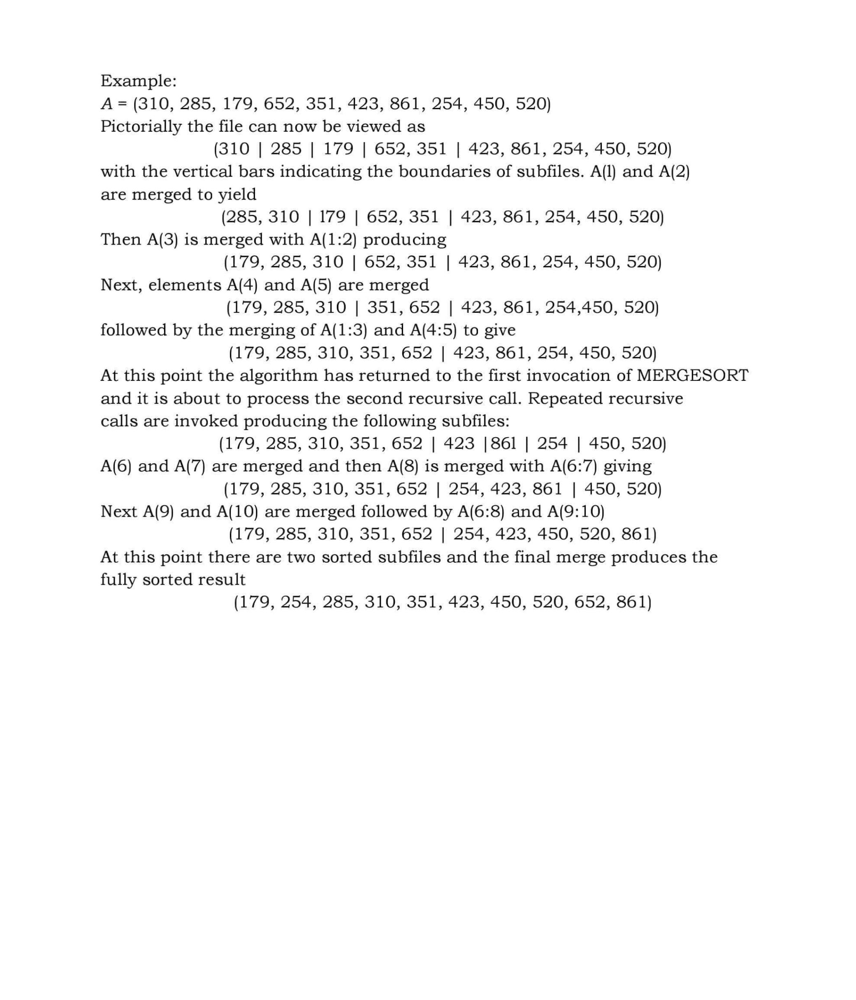 Example:
A = (310, 285, 179, 652, 351, 423, 861, 254, 450, 520)
Pictorially the file can now be viewed as
(310 | 285 | 179 | 652, 351 | 423, 861, 254, 450, 520)
with the vertical bars indicating the boundaries of subfiles. A(l) and A(2)
are merged to yield
(285, 310 | l79 | 652, 351 | 423, 861, 254, 450, 520)
Then A(3) is merged with A(1:2) producing
(179, 285, 310 | 652, 351 | 423, 861, 254, 450, 520)
Next, elements A(4) and A(5) are merged
(179, 285, 310 | 351, 652 | 423, 861, 254,450, 520)
followed by the merging of A(1:3) and A(4:5) to give
(179, 285, 310, 351, 652 | 423, 861, 254, 450, 520)
At this point the algorithm has returned to the first invocation of MERGESORT
and it is about to process the second recursive call. Repeated recursive
calls are invoked producing the following subfiles:
(179, 285, 310, 351, 652 | 423 |86l | 254 | 450, 520)
A(6) and A(7) are merged and then A(8) is merged with A(6:7) giving
(179, 285, 310, 351, 652 | 254, 423, 861 | 450, 520)
Next A(9) and A(10) are merged followed by A(6:8) and A(9:10)
(179, 285, 310, 351, 652 | 254, 423, 450, 520, 861)
At this point there are two sorted subfiles and the final merge produces the
fully sorted result
(179, 254, 285, 310, 351, 423, 450, 520, 652, 861)